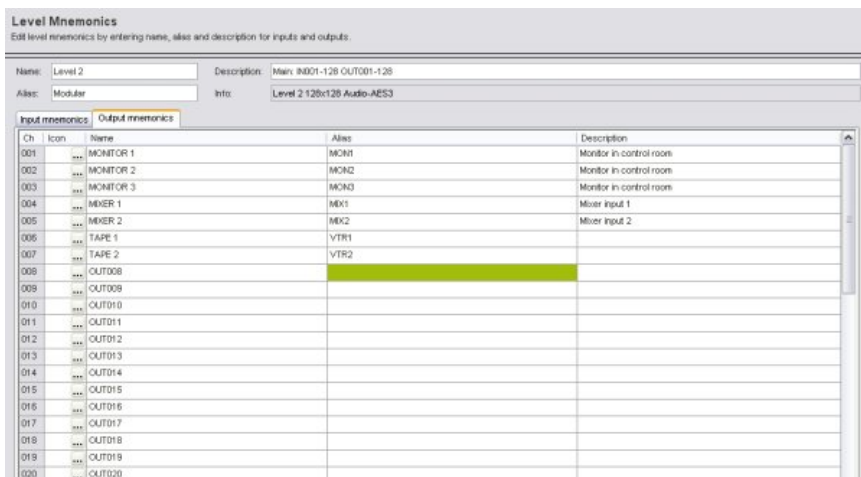 Level Mnemonics
Edit level mnemonics by entering name, alias and description for inputs and outputs.
Name: Level 2 Description: Main: IN001-128 OUT001-128
Alias: Modular Info: Level 2 128x128 Audio-AES3
Input mnemonics Output mnemonics
Ch Icon Name Alias Description
001 ... MONITOR 1 MON1 Monitor in control room
002 ... MONITOR 2 MON2 Monitor in control room
003 ... MONITOR 3 MON3 Monitor in control room
004 ... MIXER 1 MIX1 Mixer input 1
005 ... MIXER 2 MIX2 Mixer input 2
006 ... TAPE 1 VTR1
007 ... TAPE 2 VTR2
008 ... OUT008
009 ... OUT009
010 ... OUT010
011 ... OUT011
012 ... OUT012
013 ... OUT013
014 ... OUT014
015 ... OUT015
016 ... OUT016
017 ... OUT017
018 ... OUT018
019 ... OUT019
020 ... OUT020